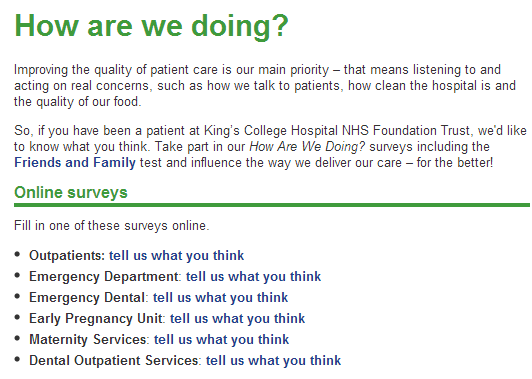 How are we doing?
Improving the quality of patient care is our main priority – that means listening to and
acting on real concerns, such as how we talk to patients, how clean the hospital is and
the quality of our food.
So, if you have been a patient at King's College Hospital NHS Foundation Trust, we'd like
to know what you think. Take part in our How Are We Doing? surveys including the
Friends and Family test and influence the way we deliver our care – for the better!
Online surveys
Fill in one of these surveys online.
• Outpatients: tell us what you think
• Emergency Department: tell us what you think
• Emergency Dental: tell us what you think
• Early Pregnancy Unit: tell us what you think
• Maternity Services: tell us what you think
• Dental Outpatient Services: tell us what you think